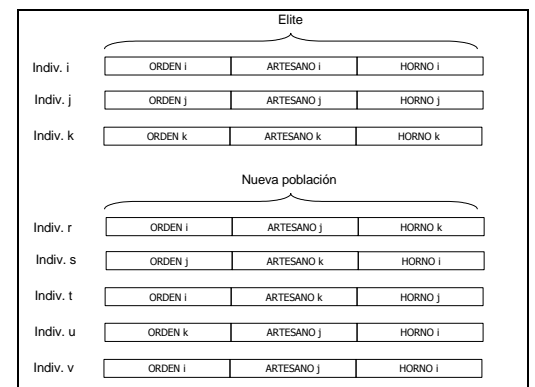 Elite
Indiv. i ORDEN i ARTESANO i HORNO i
Indiv. j ORDEN j ARTESANO j HORNO j
Indiv. k ORDEN k ARTESANO k HORNO k
Nueva población
Indiv. r ORDEN i ARTESANO j HORNO k
Indiv. s ORDEN j ARTESANO k HORNO i
Indiv. t ORDEN i ARTESANO k HORNO j
Indiv. u ORDEN k ARTESANO j HORNO i
Indiv. v ORDEN i ARTESANO j HORNO i